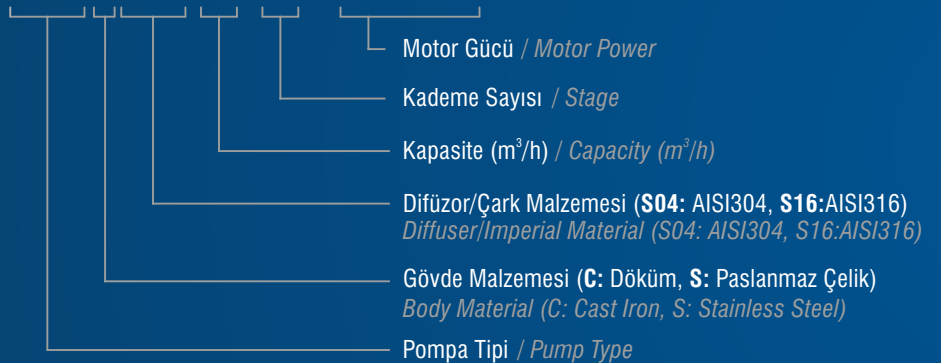 Motor Gücü / Motor Power
Kademe Sayısı / Stage
Kapasite (m³/h) / Capacity (m³/h)
Difüzor/Çark Malzemesi (S04: AISI304, S16:AISI316)
Diffuser/Imperial Material (S04: AISI304, S16:AISI316)
Gövde Malzemesi (C: Döküm, S: Paslanmaz Çelik)
Body Material (C: Cast Iron, S: Stainless Steel)
Pompa Tipi / Pump Type